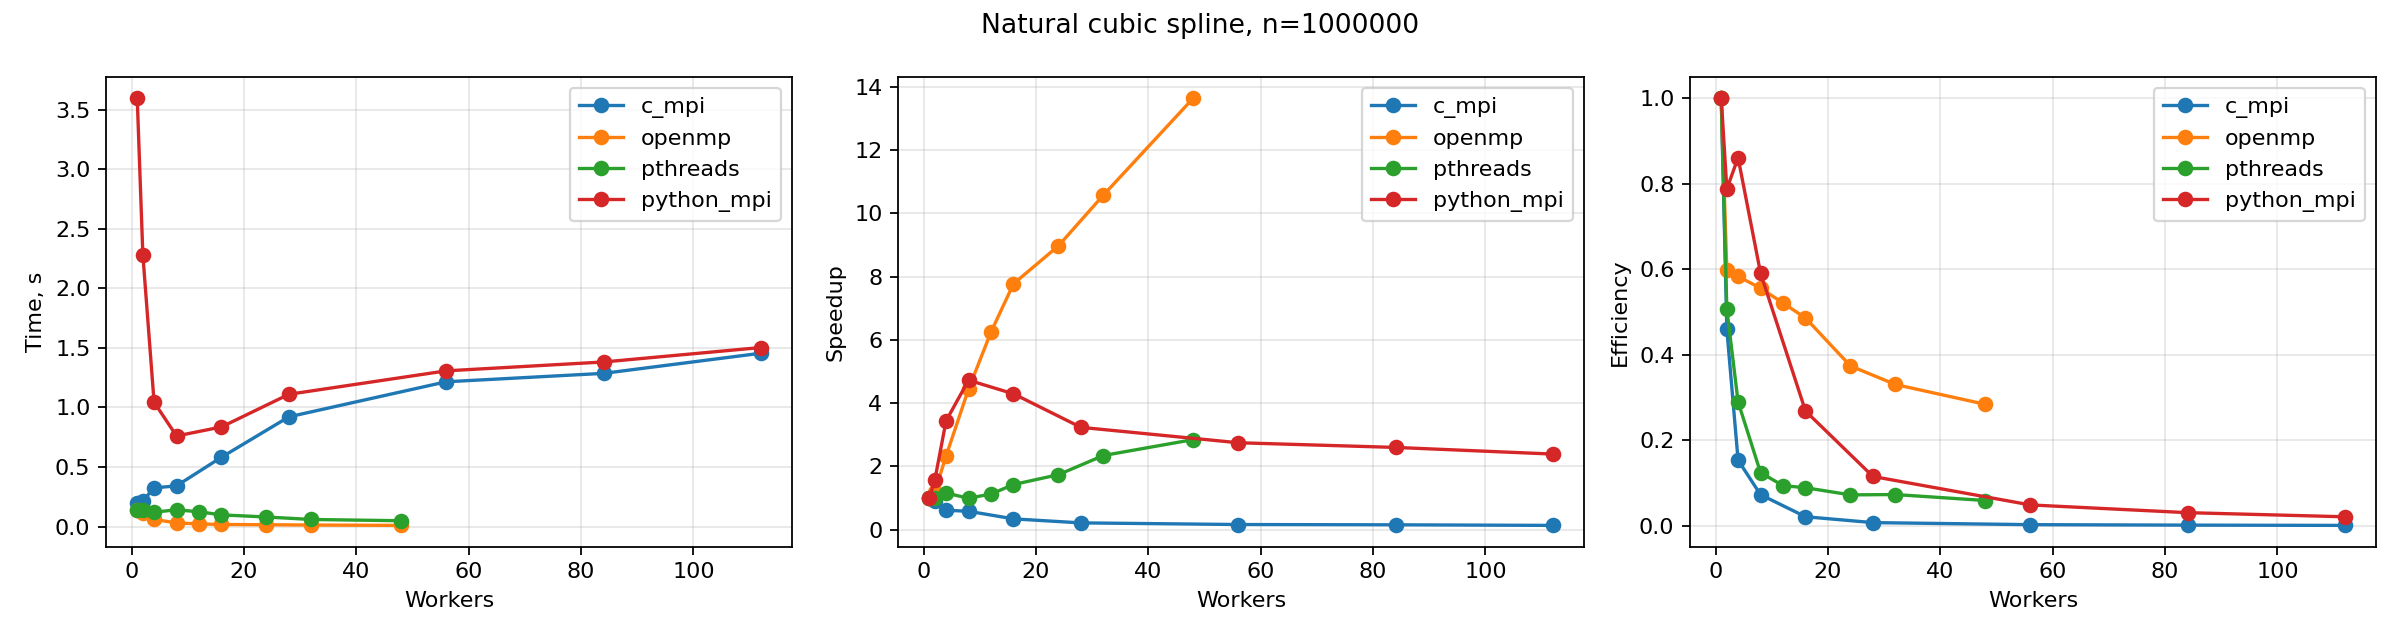 Natural cubic spline, n=1000000
3.5
3.0
2.5
2.0
1.5
1.0
0.5
0.0
Time, s
0 20 40 60 80 100
Workers
c_mpi
openmp
pthreads
python_mpi
14
12
10
8
6
4
2
0
Speedup
0 20 40 60 80 100
Workers
c_mpi
openmp
pthreads
python_mpi
1.0
0.8
0.6
0.4
0.2
0.0
Efficiency
0 20 40 60 80 100
Workers
c_mpi
openmp
pthreads
python_mpi